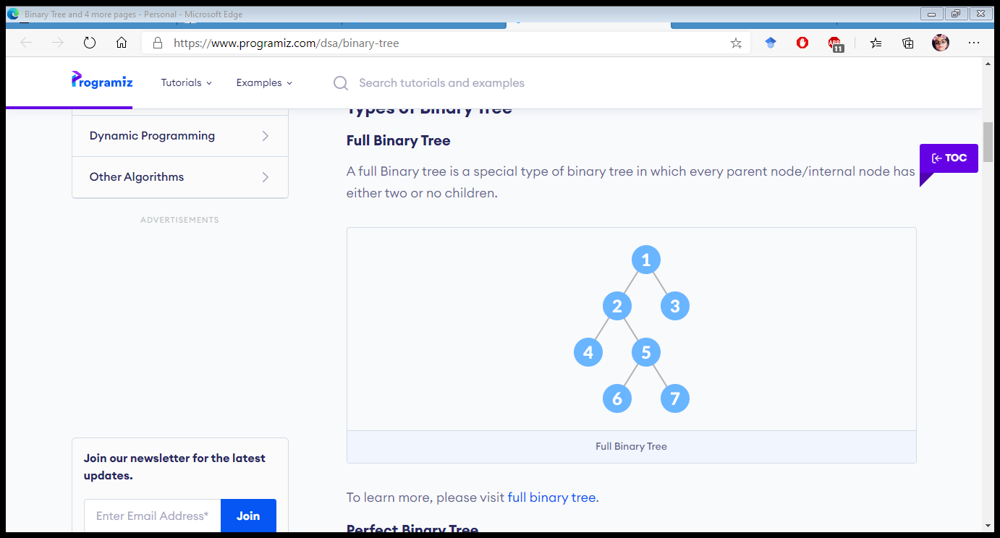 Binary Tree and 4 more pages - Personal - Microsoft Edge
https://www.programiz.com/dsa/binary-tree
11
Programiz
Tutorials
Examples
Search tutorials and examples
Types of Binary Tree
Dynamic Programming
Other Algorithms
ADVERTISEMENTS
Join our newsletter for the latest
updates.
Enter Email Address*
Join
Full Binary Tree
A full Binary tree is a special type of binary tree in which every parent node/internal node has
either two or no children.
1
2 3
4 5
6 7
Full Binary Tree
To learn more, please visit full binary tree.
Perfect Binary Tree
TOC